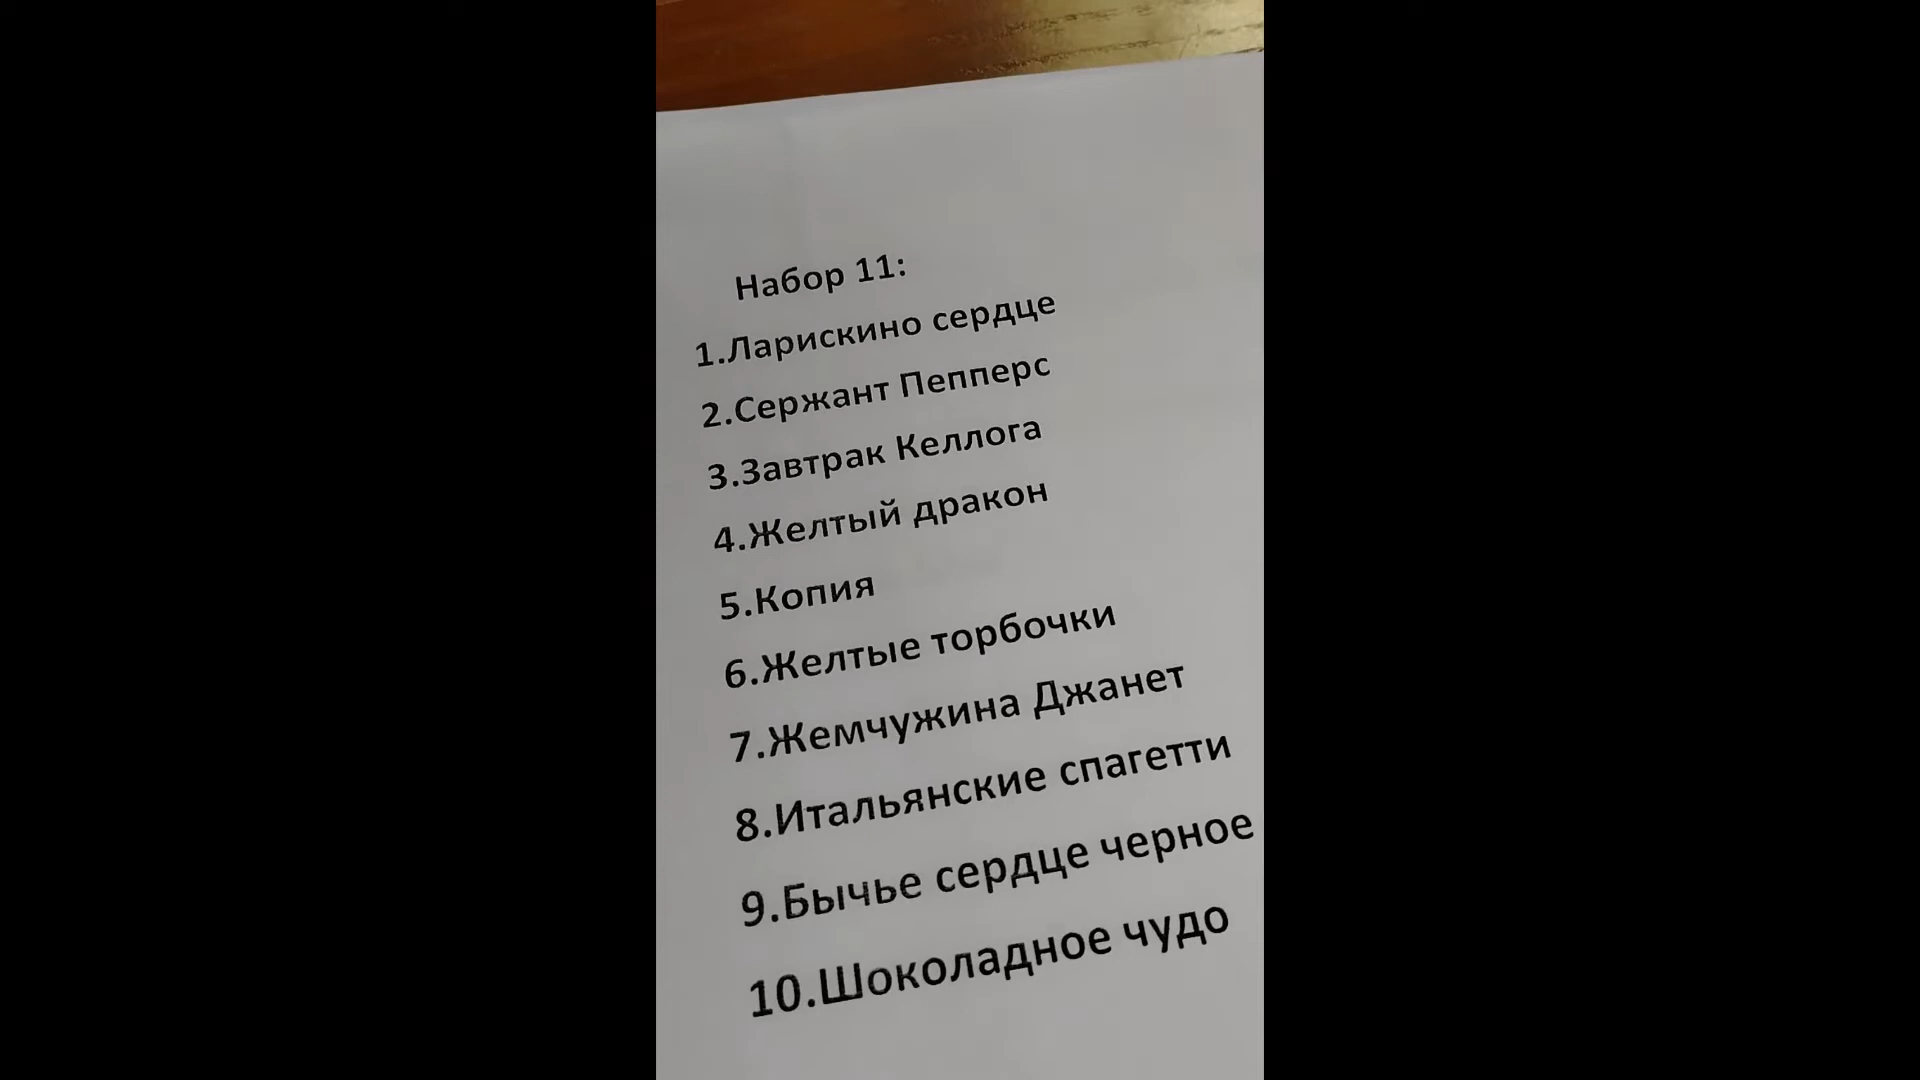 Набор 11:
1.Ларискино сердце
2.Сержант Пепперс
3.Завтрак Келлога
4.Желтый дракон
5.Копия
6.Желтые торбочки
7.Жемчужина Джанет
8.Итальянские спагетти
9.Бычье сердце черное
10.Шоколадное чудо